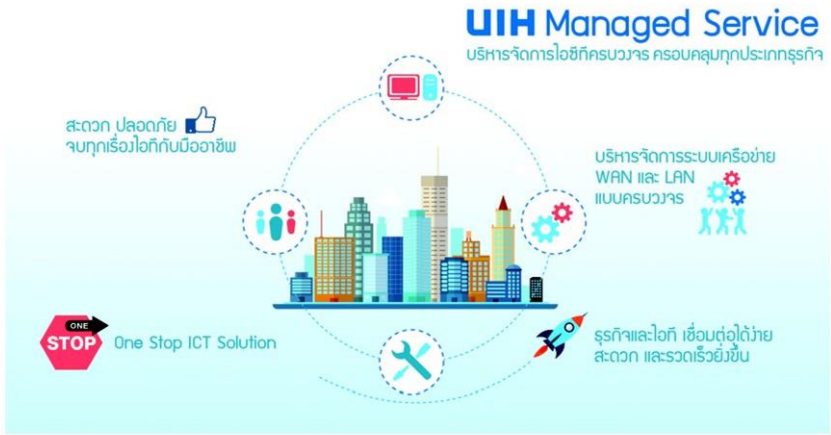 UIH Managed Service
บริหารจัดการไอซีทีครบวงจร ครอบคลุมทุกประเภทธุรกิจ
สะดวก ปลอดภัย
จบทุกเรื่องไอทีกับมืออาชีพ
บริหารจัดการระบบเครือข่าย
WAN และ LAN
แบบครบวงจร
ONE
STOP
One Stop ICT Solution
ธุรกิจและไอที เชื่อมต่อได้ง่าย
สะดวก และรวดเร็วยิ่งขึ้น